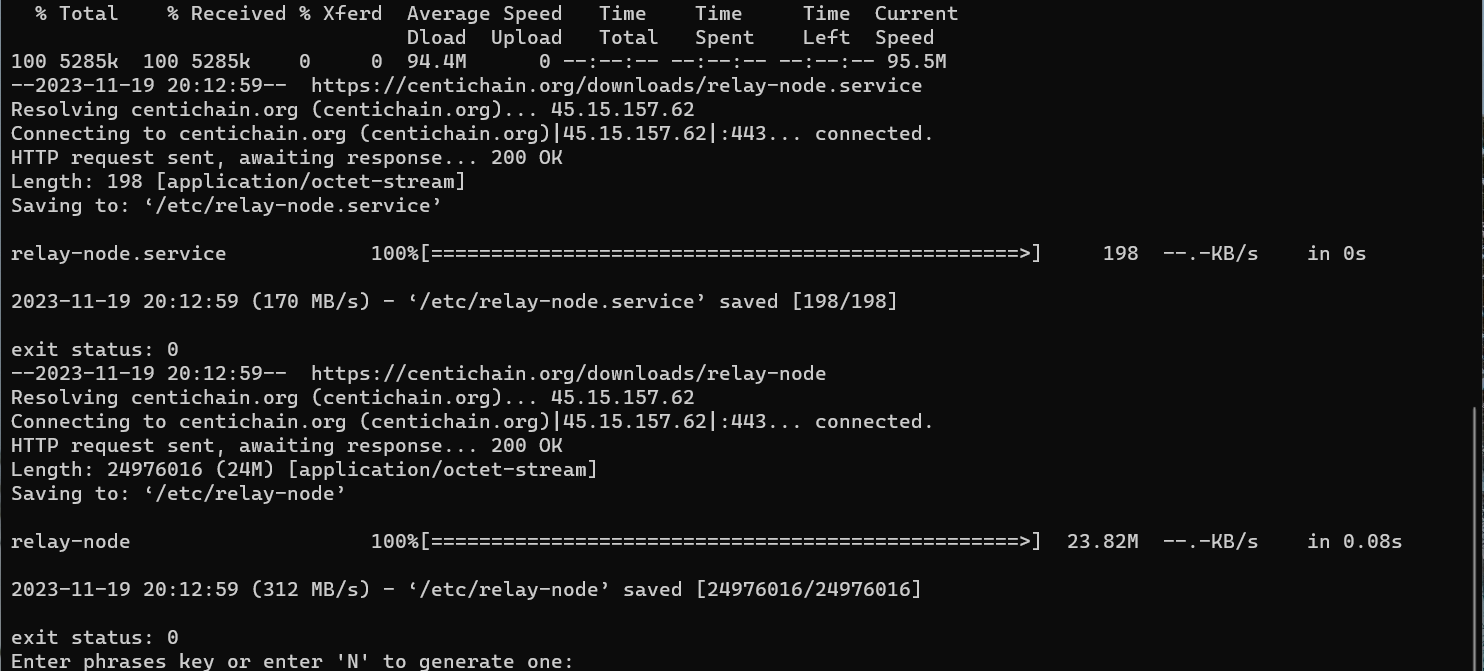 % Total    % Received % Xferd  Average Speed   Time    Time     Time  Current
                                 Dload  Upload   Total   Spent    Left  Speed
100 5285k  100 5285k    0     0  94.4M      0 --:--:-- --:--:-- --:--:-- 95.5M
--2023-11-19 20:12:59--  https://centichain.org/downloads/relay-node.service
Resolving centichain.org (centichain.org)... 45.15.157.62
Connecting to centichain.org (centichain.org)|45.15.157.62|:443... connected.
HTTP request sent, awaiting response... 200 OK
Length: 198 [application/octet-stream]
Saving to: ‘/etc/relay-node.service’
relay-node.service            100%[=================================================>]     198  --.-KB/s    in 0s
2023-11-19 20:12:59 (170 MB/s) - ‘/etc/relay-node.service’ saved [198/198]
exit status: 0
--2023-11-19 20:12:59--  https://centichain.org/downloads/relay-node
Resolving centichain.org (centichain.org)... 45.15.157.62
Connecting to centichain.org (centichain.org)|45.15.157.62|:443... connected.
HTTP request sent, awaiting response... 200 OK
Length: 24976016 (24M) [application/octet-stream]
Saving to: ‘/etc/relay-node’
relay-node                    100%[=================================================>]  23.82M  --.-KB/s    in 0.08s
2023-11-19 20:12:59 (312 MB/s) - ‘/etc/relay-node’ saved [24976016/24976016]
exit status: 0
Enter phrases key or enter 'N' to generate one: